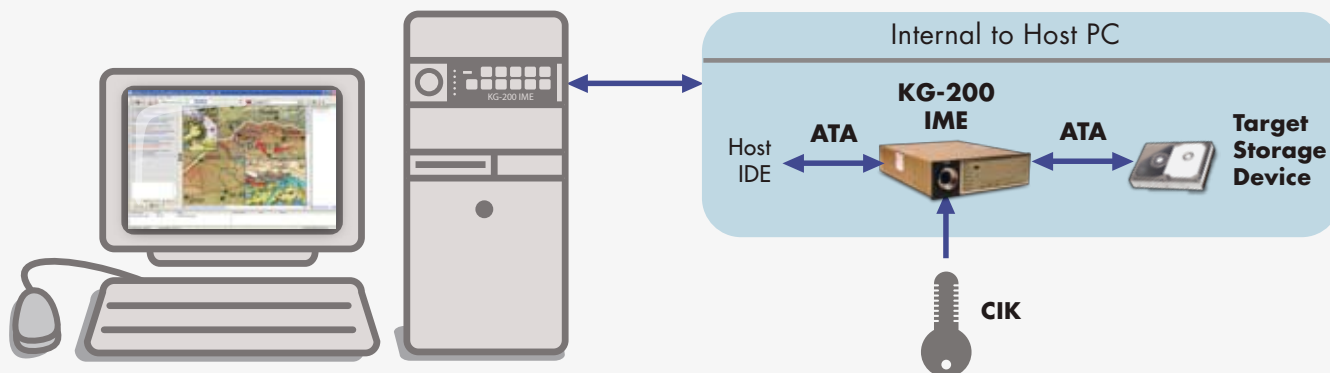 KG-200 IME
Internal to Host PC
KG-200
IME
Host
IDE
ATA
ATA
Target
Storage
Device
CIK